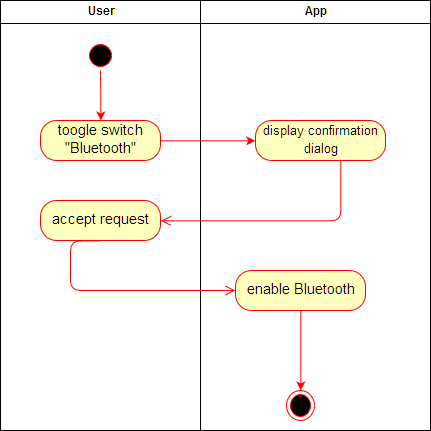 User
App
toogle switch
"Bluetooth"
display confirmation
dialog
accept request
enable Bluetooth